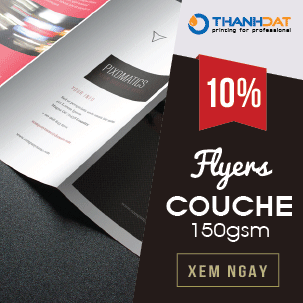 THANHDAT
printing for professional
10%
PIXOMATICS
Flyers
COUCHE
150gsm
XEM NGAY